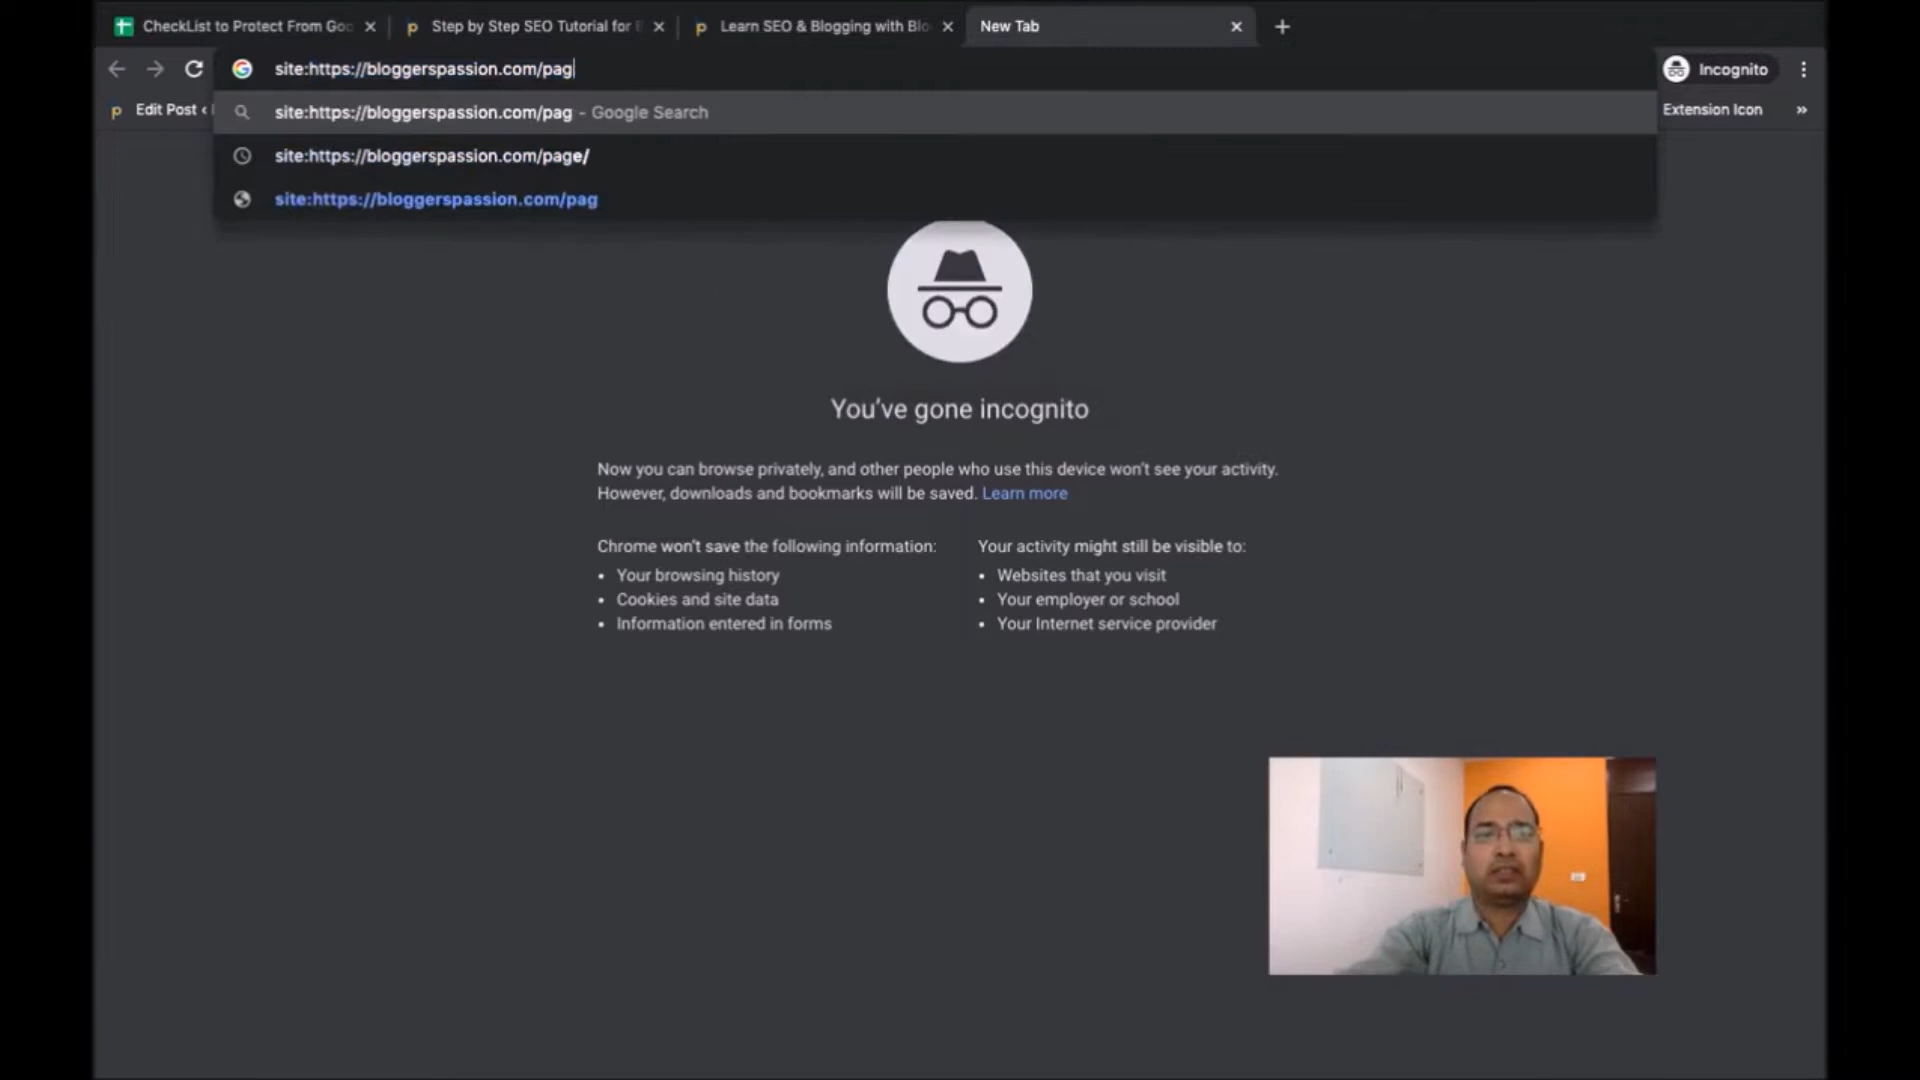 CheckList to Protect From Goo
Step by Step SEO Tutorial for B
Learn SEO & Blogging with Blo
New Tab
site:https://bloggerspassion.com/pag
Incognito
Edit Post ‹
site:https://bloggerspassion.com/pag - Google Search
Extension Icon
»
site:https://bloggerspassion.com/page/
site:https://bloggerspassion.com/pag
You've gone incognito
Now you can browse privately, and other people who use this device won't see your activity.
However, downloads and bookmarks will be saved. Learn more
Chrome won't save the following information:
• Your browsing history
• Cookies and site data
• Information entered in forms
Your activity might still be visible to:
• Websites that you visit
• Your employer or school
• Your Internet service provider